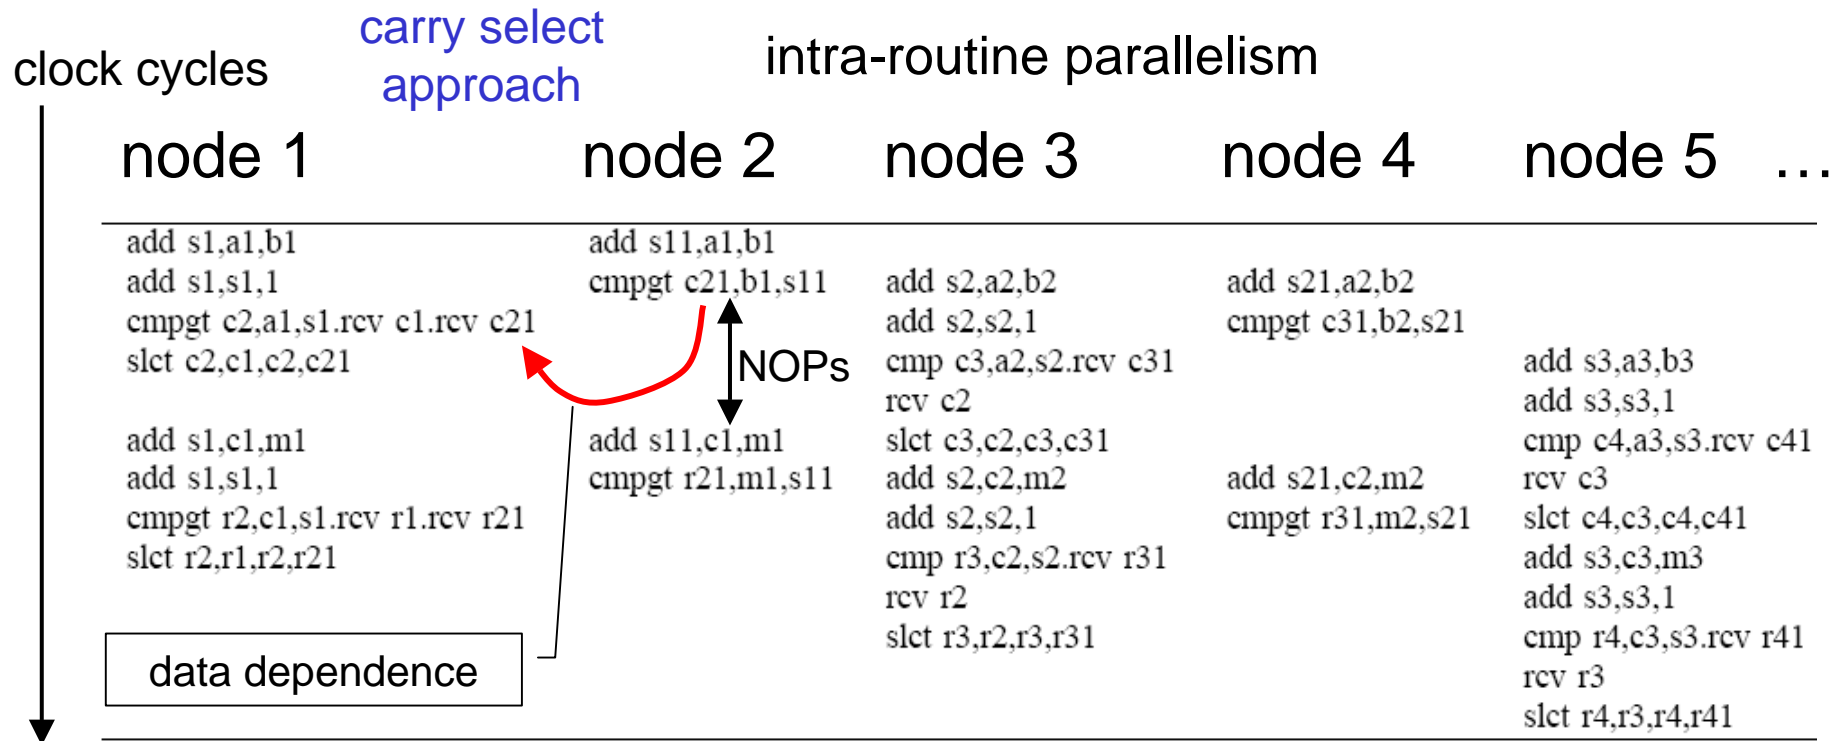 carry select
approach
intra-routine parallelism
clock cycles
node 1 node 2 node 3 node 4 node 5 ...
add s1,a1,b1 add s11,a1,b1
add s1,s1,1 cmpgt c21,b1,s11 add s2,a2,b2 add s21,a2,b2
cmpgt c2,a1,s1.rcv c1.rcv c21 add s2,s2,1 cmpgt c31,b2,s21
slct c2,c1,c2,c21 NOPs cmp c3,a2,s2.rcv c31 add s3,a3,b3
rcv c2 add s3,s3,1
add s1,c1,m1 add s11,c1,m1 slct c3,c2,c3,c31 cmp c4,a3,s3.rcv c41
add s1,s1,1 cmpgt r21,m1,s11 add s2,c2,m2 add s21,c2,m2 rcv c3
cmpgt r2,c1,s1.rcv r1.rcv r21 add s2,s2,1 cmpgt r31,m2,s21 slct c4,c3,c4,c41
slct r2,r1,r2,r21 cmp r3,c2,s2.rcv r31 add s3,c3,m3
rcv r2 add s3,s3,1
slct r3,r2,r3,r31 cmp r4,c3,s3.rcv r41
data dependence rcv r3
slct r4,r3,r4,r41